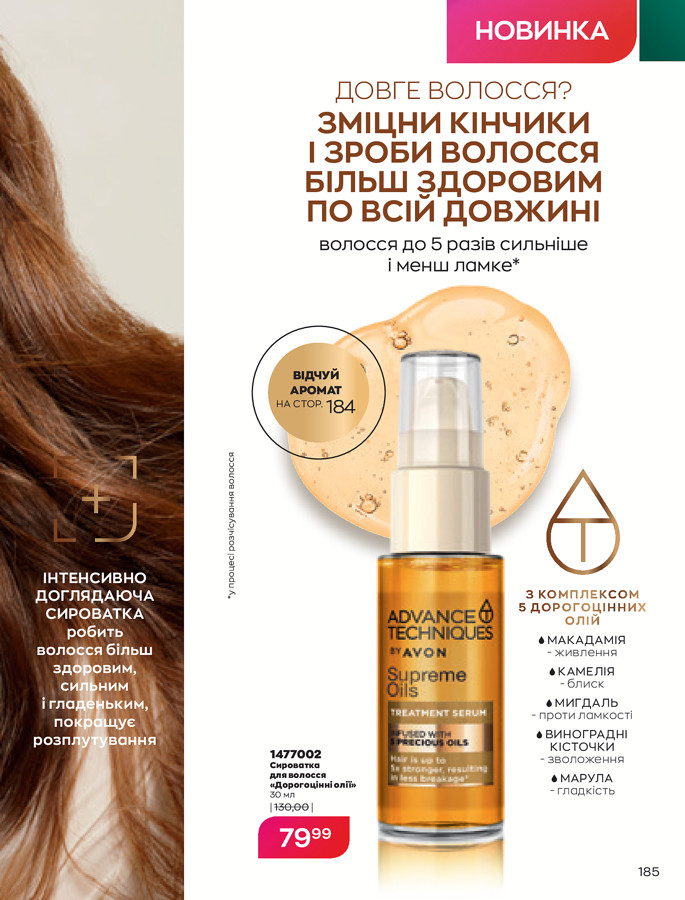 НОВИНКА
ДОВГЕ ВОЛОССЯ?
ЗМІЦНИ КІНЧИКИ
І ЗРОБИ ВОЛОССЯ
БІЛЬШ ЗДОРОВИМ
ПО ВСІЙ ДОВЖИНІ
волосся до 5 разів сильніше
і менш ламке*
ВІДЧУЙ
АРОМАТ
НА СТОР. 184
*у процесі розчісування волосся
ІНТЕНСИВНО
ДОГЛЯДАЮЧА
СИРОВАТКА
робить
волосся більш
здоровим,
сильним
і гладеньким,
покращує
розплутування
ADVANCE
TECHNIQUES
BY AVON
Supreme
Oils
TREATMENT SERUM
INFUSED WITH
5 PRECIOUS OILS
Hair is up to
5x stronger, resulting
in less breakage*
З КОМПЛЕКСОМ
5 ДОРОГОЦІННИХ
ОЛІЙ
МАКАДАМІЯ
- живлення
КАМЕЛІЯ
- блиск
МИГДАЛЬ
- проти ламкості
ВИНОГРАДНІ
КІСТОЧКИ
- зволоження
МАРУЛА
- гладкість
1477002
Сироватка
для волосся
«Дорогоцінні олії»
30 мл
|130,00|
7999
185